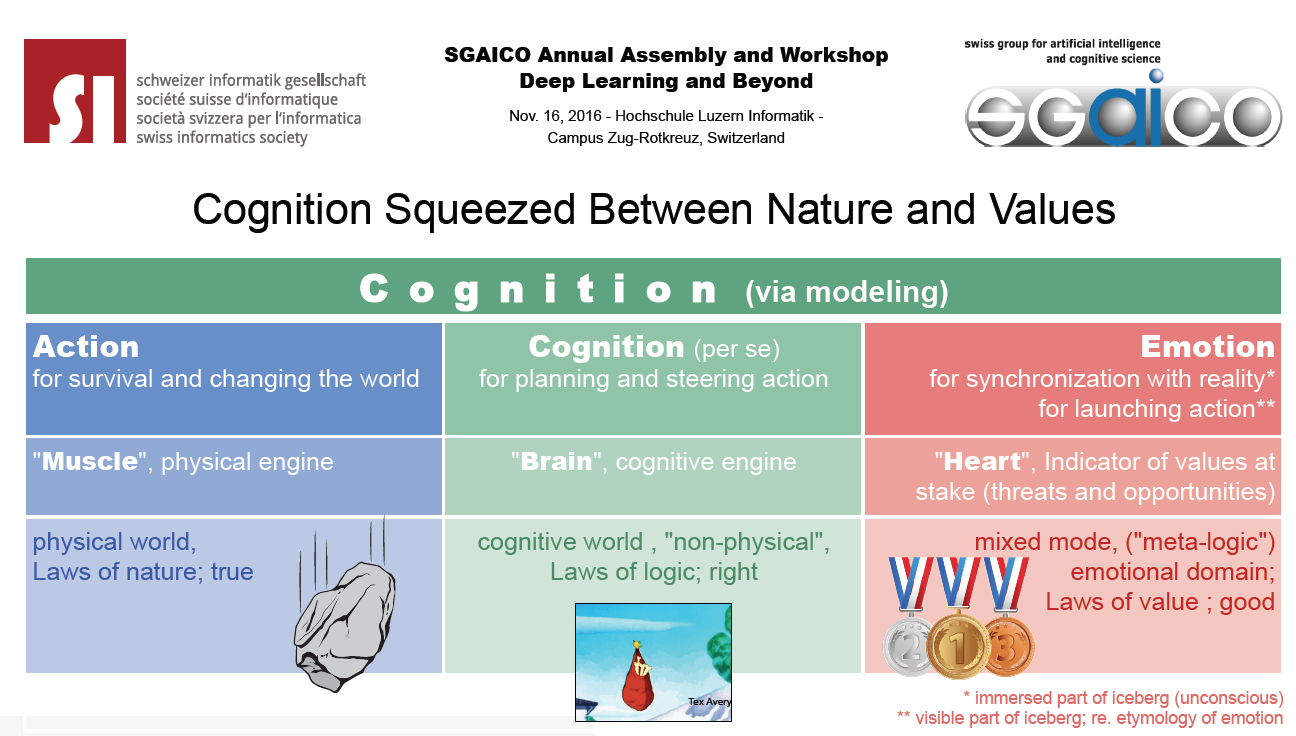 SI
schweizer informatik gesellschaft
société suisse d'informatique
società svizzera per l'informatica
swiss informatics society
SGAICO Annual Assembly and Workshop
Deep Learning and Beyond
Nov. 16, 2016 - Hochschule Luzern Informatik -
Campus Zug-Rotkreuz, Switzerland
swiss group for artificial intelligence
and cognitive science
sgaico
Cognition Squeezed Between Nature and Values
Cognition (via modeling)
Action
for survival and changing the world
Cognition (per se)
for planning and steering action
Emotion
for synchronization with reality*
for launching action**
"Muscle", physical engine
"Brain", cognitive engine
"Heart", Indicator of values at
stake (threats and opportunities)
physical world,
Laws of nature; true
cognitive world , "non-physical",
Laws of logic; right
Tex Avery
mixed mode, ("meta-logic")
emotional domain;
Laws of value ; good
2 1 3
* immersed part of iceberg (unconscious)
** visible part of iceberg; re. etymology of emotion